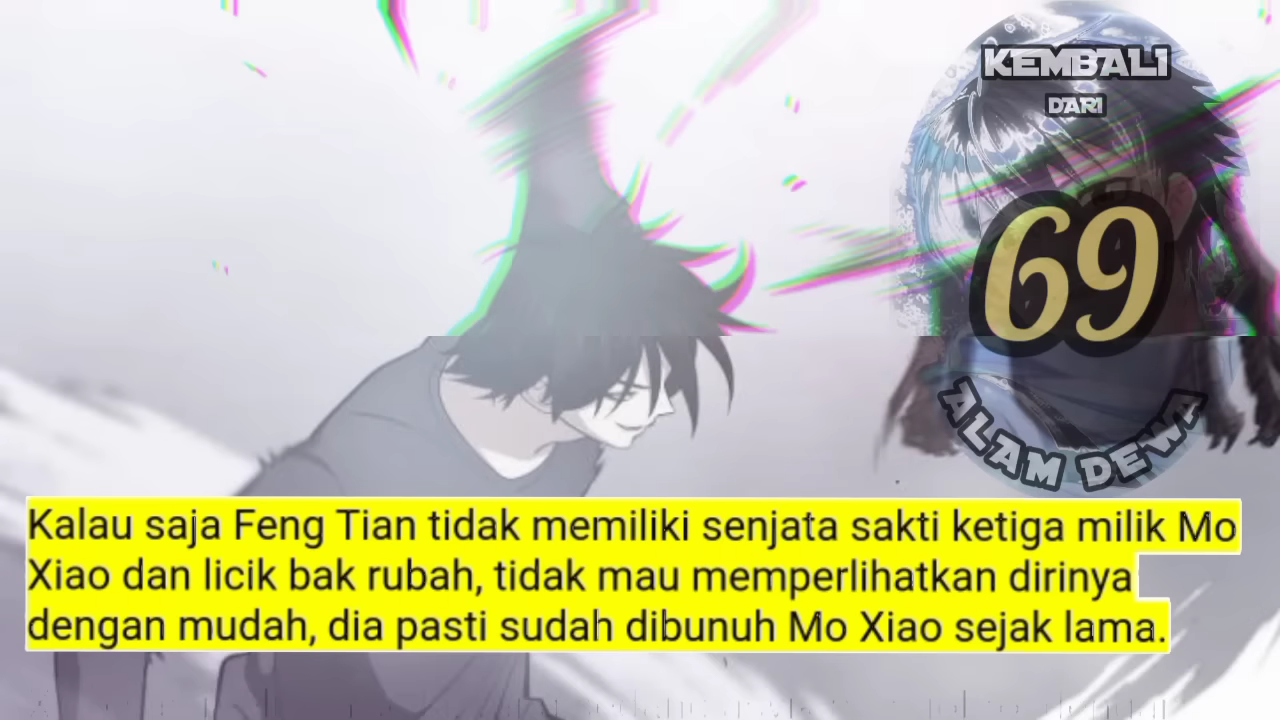 KEMBALI
DARI
69
ALAM DEWA
Kalau saja Feng Tian tidak memiliki senjata sakti ketiga milik Mo
Xiao dan licik bak rubah, tidak mau memperlihatkan dirinya
dengan mudah, dia pasti sudah dibunuh Mo Xiao sejak lama.